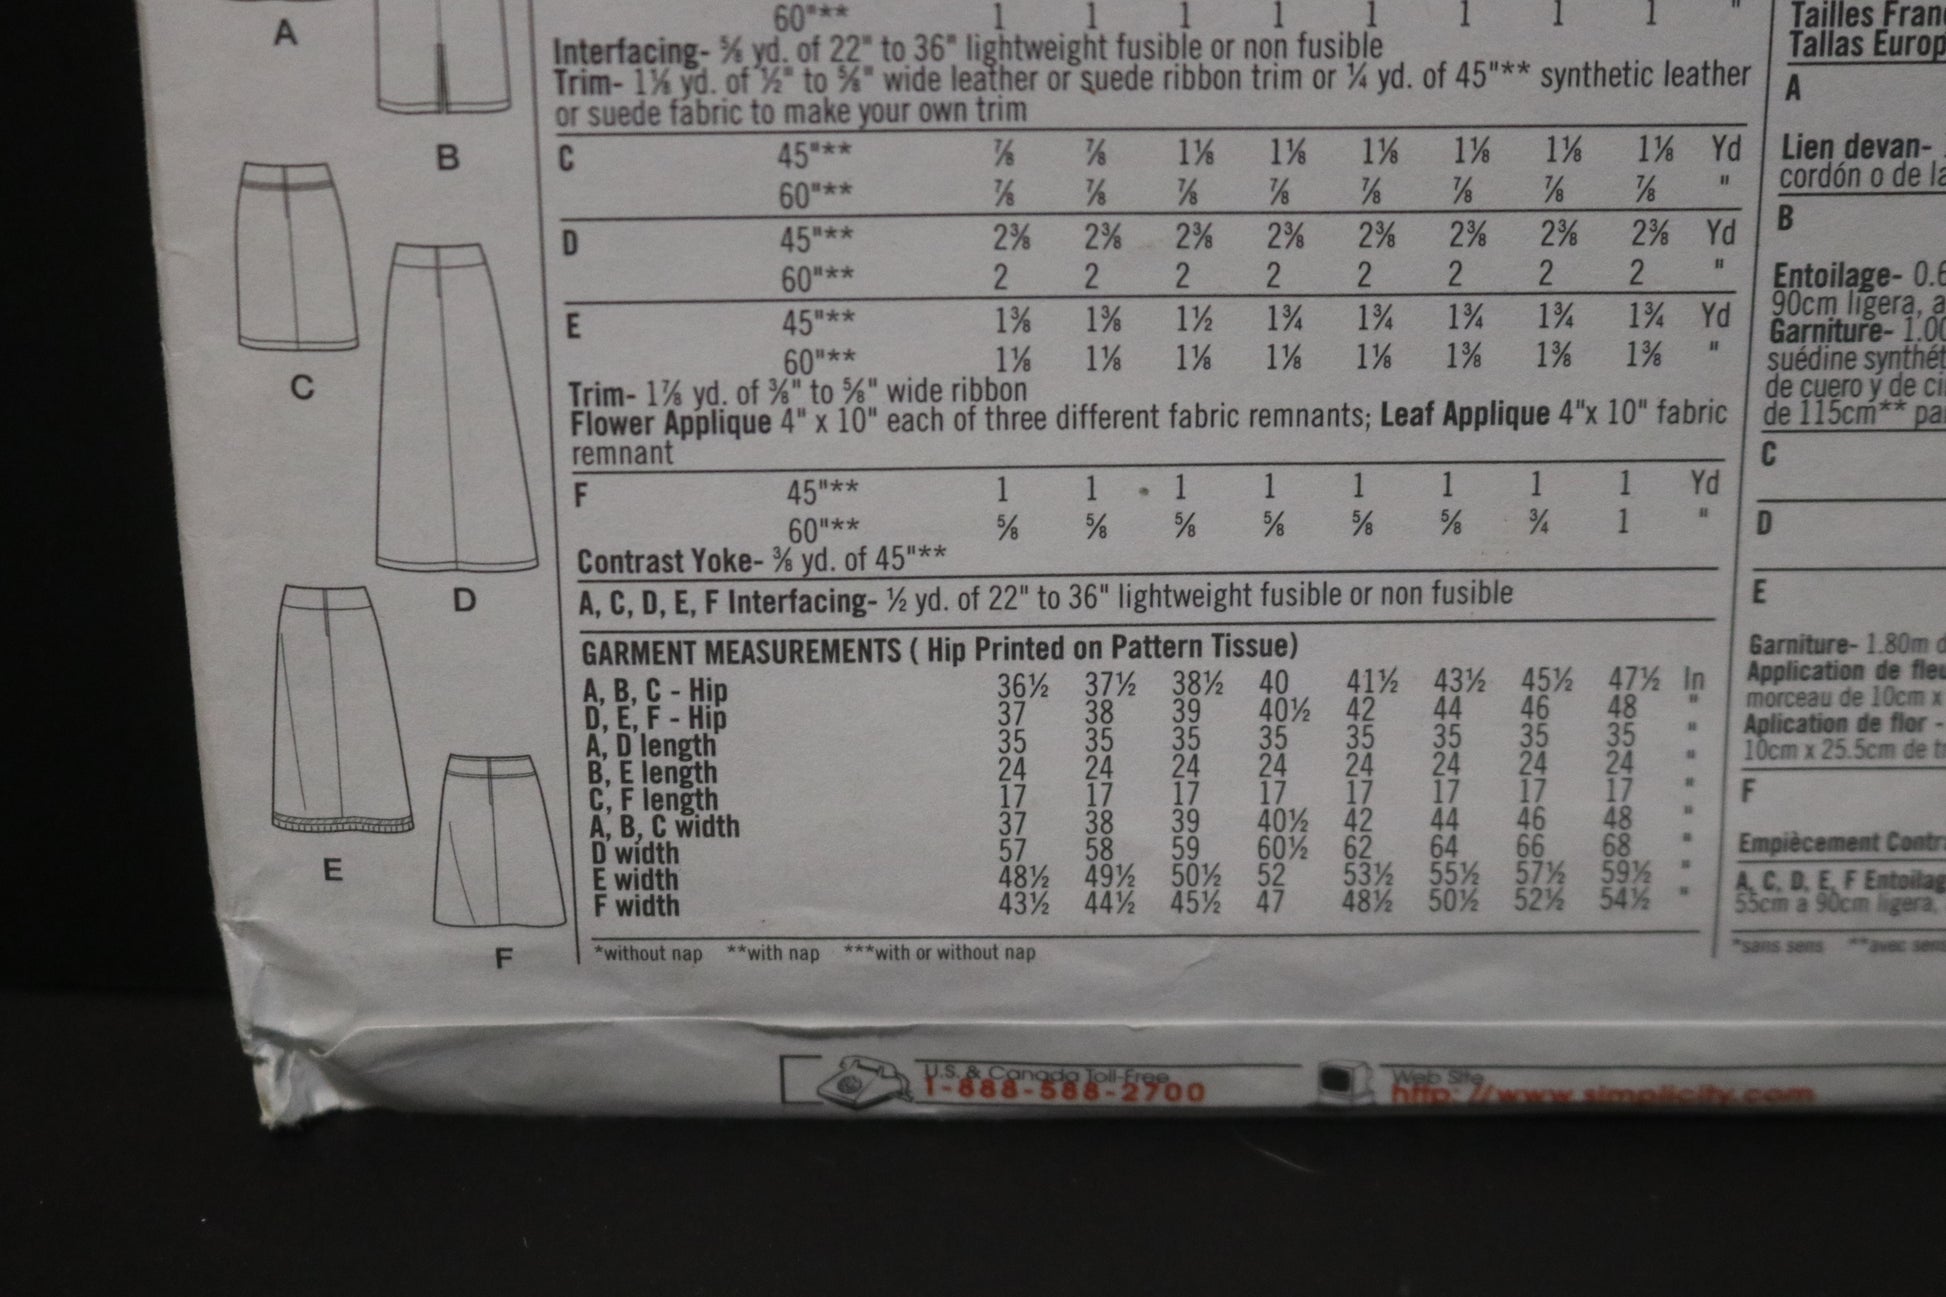 A
B
C
D
E
F
60"** 1 1 1 1 1 1 1 1 "
Interfacing- ⅝ yd. of 22" to 36" lightweight fusible or non fusible
Trim- 1⅛ yd. of ½" to ⅝" wide leather or suede ribbon trim or ¼ yd. of 45"** synthetic leather
or suede fabric to make your own trim
C 45"** ⅞ ⅞ 1⅛ 1⅛ 1⅛ 1⅛ 1⅛ 1⅛ Yd
60"** ⅞ ⅞ ⅞ ⅞ ⅞ ⅞ ⅞ ⅞ "
D 45"** 2⅜ 2⅜ 2⅜ 2⅜ 2⅜ 2⅜ 2⅜ 2⅜ Yd
60"** 2 2 2 2 2 2 2 2 "
E 45"** 1⅜ 1⅜ 1½ 1¾ 1¾ 1¾ 1¾ 1¾ Yd
60"** 1⅛ 1⅛ 1⅛ 1⅛ 1⅛ 1⅜ 1⅜ 1⅜ "
Trim- 1⅞ yd. of ⅜" to ⅝" wide ribbon
Flower Applique 4" x 10" each of three different fabric remnants; Leaf Applique 4"x 10" fabric
remnant
F 45"** 1 1 1 1 1 1 1 1 Yd
60"** ⅝ ⅝ ⅝ ⅝ ⅝ ⅝ ¾ 1 "
Contrast Yoke- ⅜ yd. of 45"**
A, C, D, E, F Interfacing- ½ yd. of 22" to 36" lightweight fusible or non fusible
GARMENT MEASUREMENTS ( Hip Printed on Pattern Tissue)
A, B, C - Hip 36½ 37½ 38½ 40 41½ 43½ 45½ 47½ In
D, E, F - Hip 37 38 39 40½ 42 44 46 48 "
A, D length 35 35 35 35 35 35 35 35 "
B, E length 24 24 24 24 24 24 24 24 "
C, F length 17 17 17 17 17 17 17 17 "
A, B, C width 37 38 39 40½ 42 44 46 48 "
D width 57 58 59 60½ 62 64 66 68 "
E width 48½ 49½ 50½ 52 53½ 55½ 57½ 59½ "
F width 43½ 44½ 45½ 47 48½ 50½ 52½ 54½ "
*without nap **with nap ***with or without nap
Tailles Fran
Tallas Europ
A
Lien devan-
cordón o de la
B
Entoilage- 0.6
90cm ligera, a
Garniture- 1.00
suédine synthét
de cuero y de ci
de 115cm** pa
C
D
E
Garniture- 1.80m d
Application de fleu
morceau de 10cm x
Aplication de flor -
10cm x 25.5cm de t
F
Empiècement Contr
A, C, D, E, F Entoilag
55cm a 90cm ligera,
*sans sens **avec sens
U.S. & Canada Toll-Free
1-888-588-2700
Web Site
http://www.simplicity.com